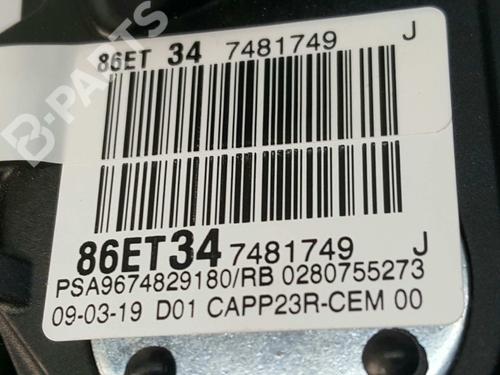 86ET 34 7481749 J
B-PARTS
86ET34 7481749 J
PSA9674829180/RB 0280755273
09-03-19 D01 CAPP23R-CEM 00